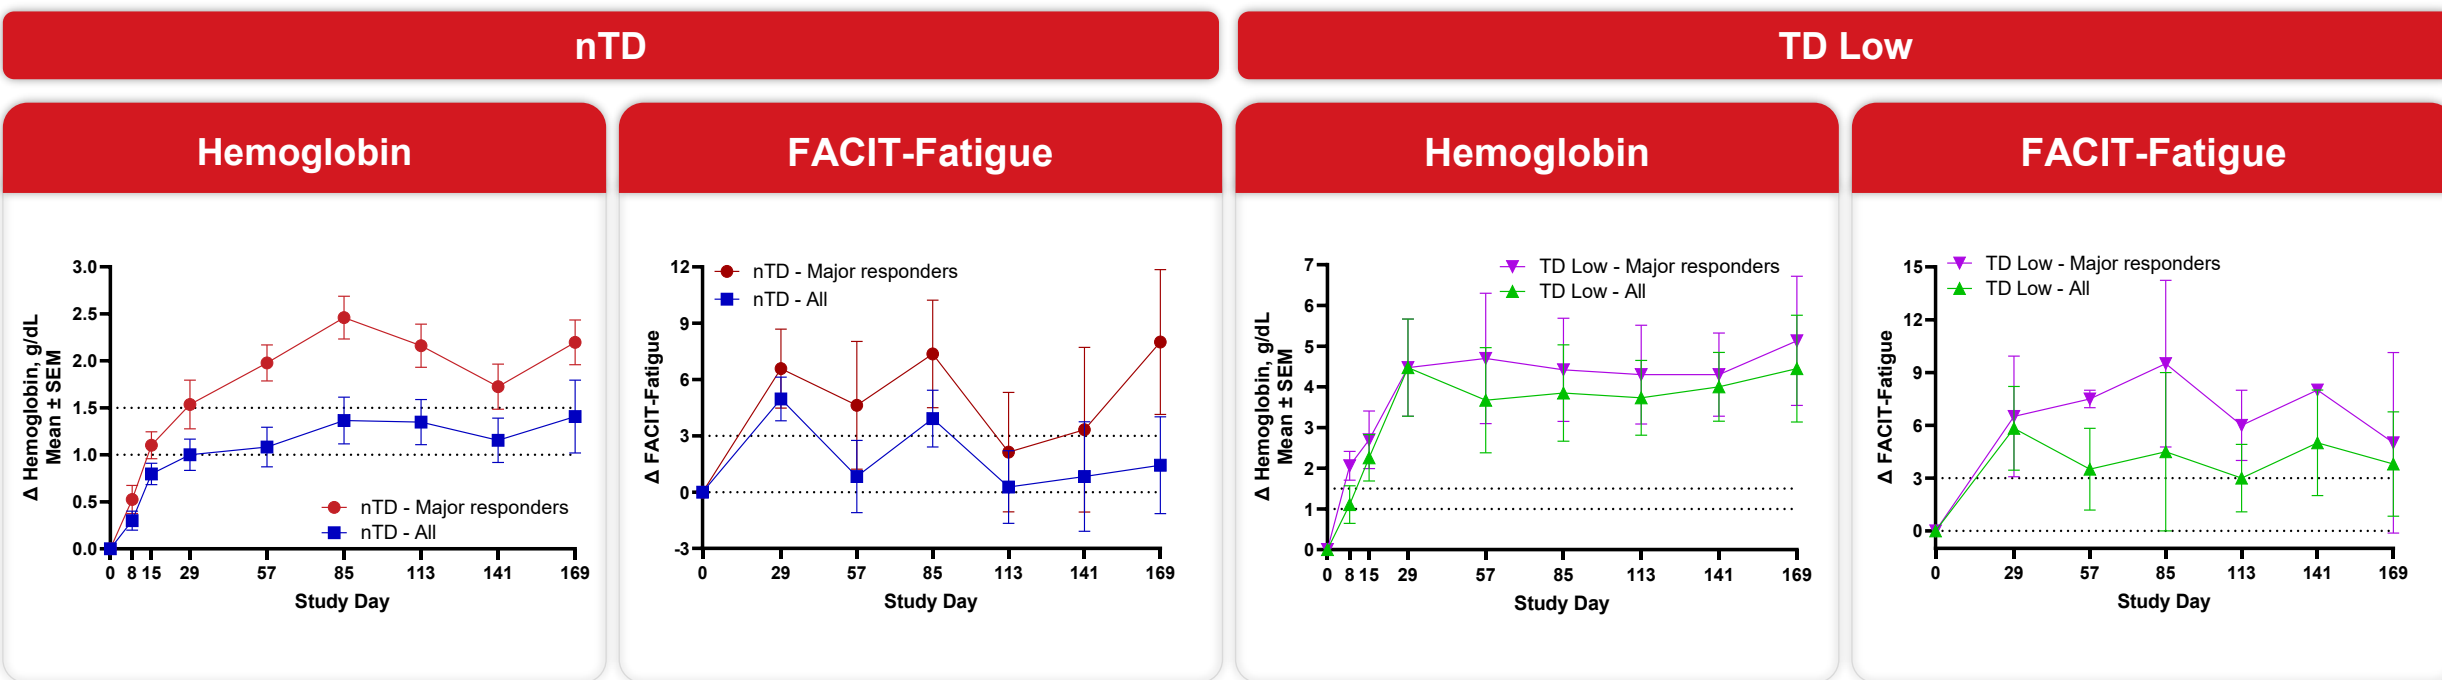 nTD
TD Low
Hemoglobin
FACIT-Fatigue
Hemoglobin
FACIT-Fatigue
Δ Hemoglobin, g/dL
Mean ± SEM
3.0
2.5
2.0
1.5
1.0
0.5
0.0
nTD - Major responders
nTD - All
0 8 15 29 57 85 113 141 169
Study Day
Δ FACIT-Fatigue
12
9
6
3
0
-3
nTD - Major responders
nTD - All
0 29 57 85 113 141 169
Study Day
Δ Hemoglobin, g/dL
Mean ± SEM
7
6
5
4
3
2
1
0
TD Low - Major responders
TD Low - All
0 8 15 29 57 85 113 141 169
Study Day
Δ FACIT-Fatigue
15
12
9
6
3
0
TD Low - Major responders
TD Low - All
0 29 57 85 113 141 169
Study Day